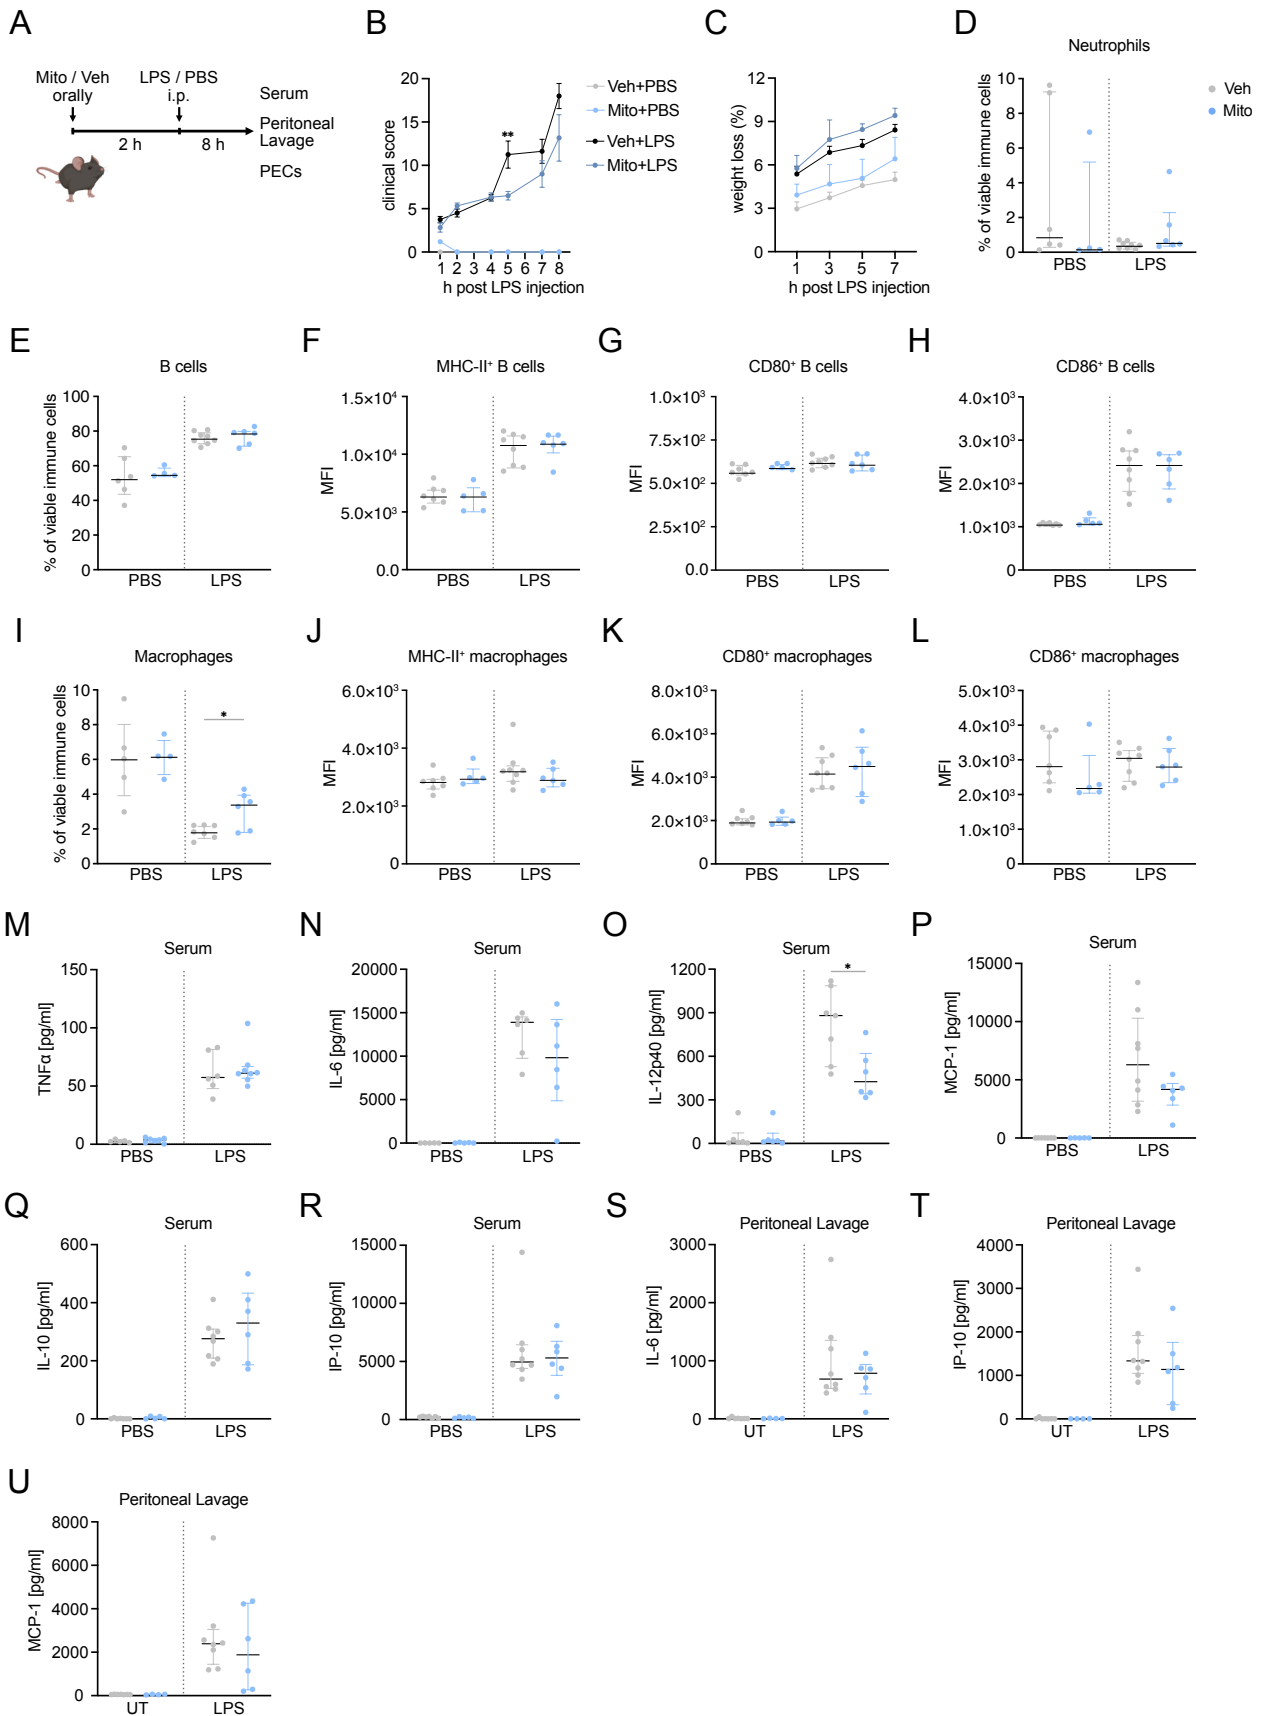 A
Mito / Veh
orally
LPS / PBS
i.p.
2 h
8 h
Serum
Peritoneal
Lavage
PECs
B
clinical score
20
15
10
5
0
**
1 2 3 4 5 6 7 8
h post LPS injection
Veh+PBS
Mito+PBS
Veh+LPS
Mito+LPS
C
weight loss (%)
12
9
6
3
0
1 3 5 7
h post LPS injection
D
Neutrophils
% of viable immune cells
10
8
6
4
2
0
PBS LPS
Veh
Mito
E
B cells
% of viable immune cells
100
80
60
40
20
0
PBS LPS
F
MHC-II⁺ B cells
MFI
1.5×10⁴
1.0×10⁴
5.0×10³
0.0
PBS LPS
G
CD80⁺ B cells
MFI
1.0×10³
7.5×10²
5.0×10²
2.5×10²
0.0
PBS LPS
H
CD86⁺ B cells
MFI
4.0×10³
3.0×10³
2.0×10³
1.0×10³
0
PBS LPS
I
Macrophages
% of viable immune cells
10
8
6
4
2
0
*
PBS LPS
J
MHC-II⁺ macrophages
MFI
6.0×10³
4.0×10³
2.0×10³
0
PBS LPS
K
CD80⁺ macrophages
MFI
8.0×10³
6.0×10³
4.0×10³
2.0×10³
0
PBS LPS
L
CD86⁺ macrophages
MFI
5.0×10³
4.0×10³
3.0×10³
2.0×10³
1.0×10³
0
PBS LPS
M
Serum
TNFα [pg/ml]
150
100
50
0
PBS LPS
N
Serum
IL-6 [pg/ml]
20000
15000
10000
5000
0
PBS LPS
O
Serum
IL-12p40 [pg/ml]
1200
900
600
300
0
*
PBS LPS
P
Serum
MCP-1 [pg/ml]
15000
10000
5000
0
PBS LPS
Q
Serum
IL-10 [pg/ml]
600
400
200
0
PBS LPS
R
Serum
IP-10 [pg/ml]
15000
10000
5000
0
PBS LPS
S
Peritoneal Lavage
IL-6 [pg/ml]
3000
2000
1000
0
UT LPS
T
Peritoneal Lavage
IP-10 [pg/ml]
4000
3000
2000
1000
0
UT LPS
U
Peritoneal Lavage
MCP-1 [pg/ml]
8000
6000
4000
2000
0
UT LPS